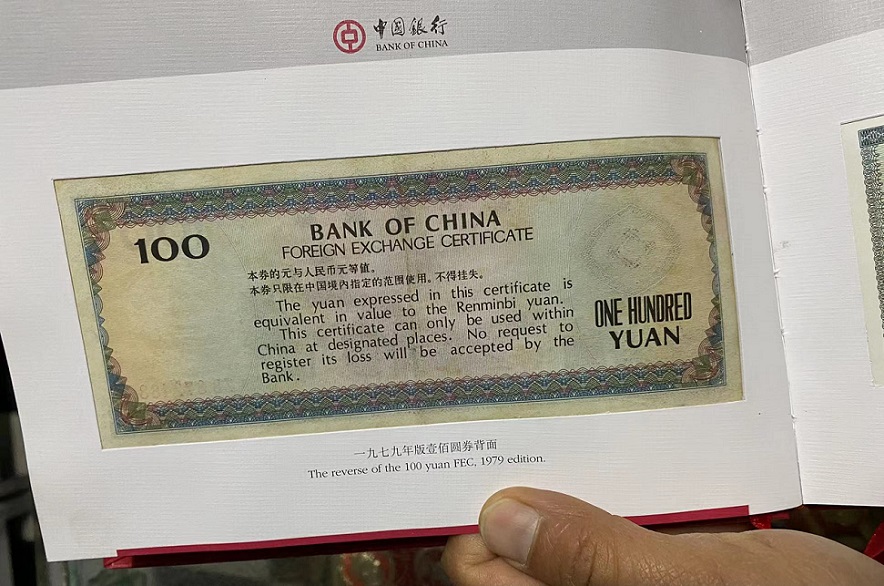 中國銀行
BANK OF CHINA
BANK OF CHINA
FOREIGN EXCHANGE CERTIFICATE
100
本券的元与人民币元等值。
本券只限在中国境内指定的范围使用。不得挂失。
The yuan expressed in this certificate is
equivalent in value to the Renminbi yuan.
This certificate can only be used within
China at designated places. No request to
register its loss will be accepted by the
Bank.
ONE HUNDRED
YUAN
一九七九年版壹佰圓券背面
The reverse of the 100 yuan FEC, 1979 edition.